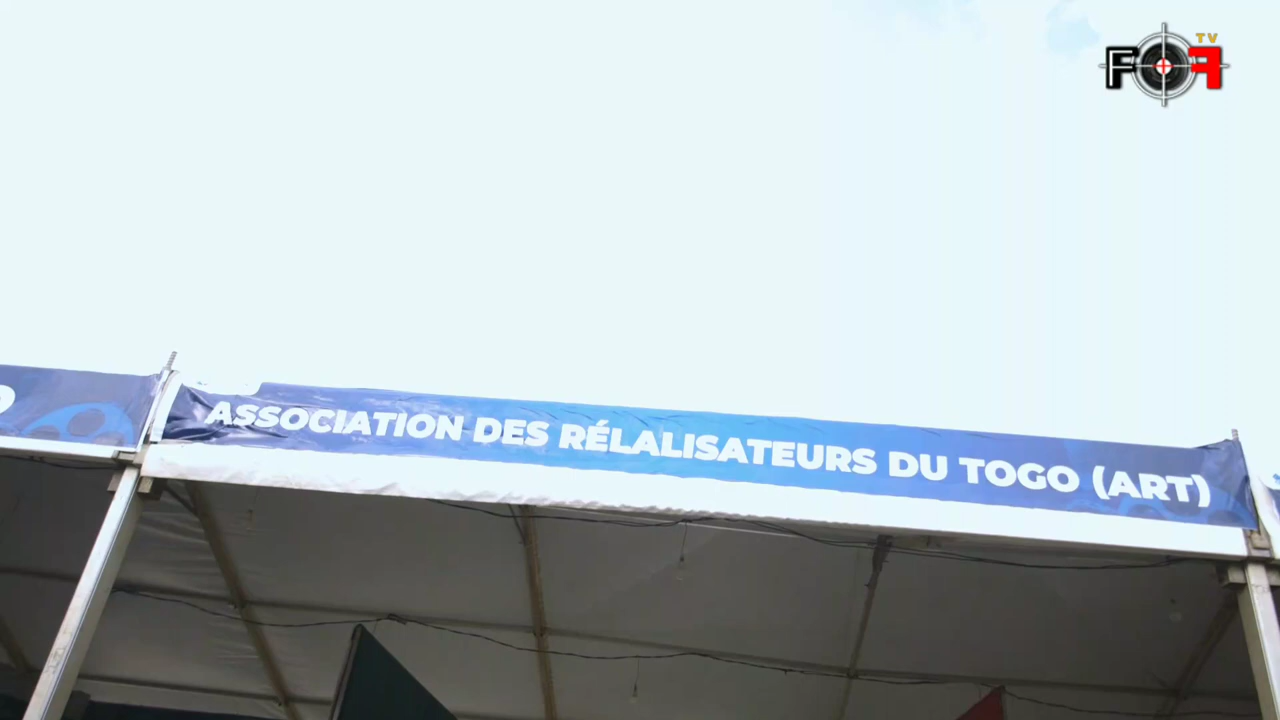 FOF
TV
ASSOCIATION DES RÉLALISATEURS DU TOGO (ART)